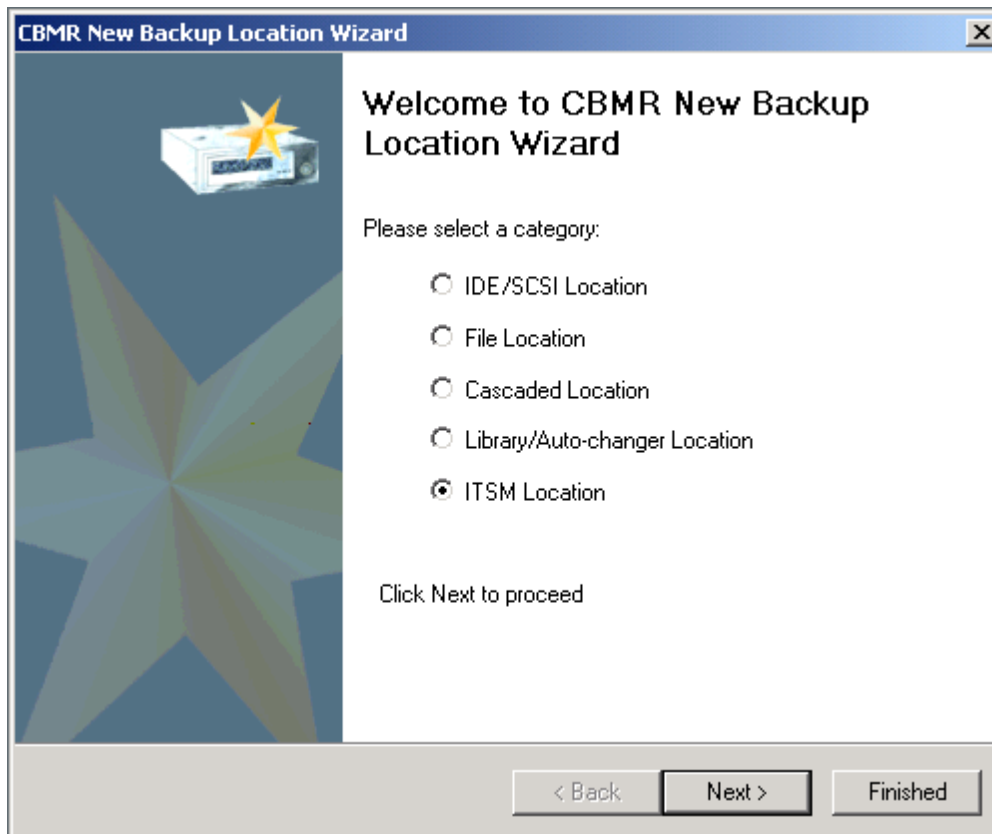 CBMR New Backup Location Wizard
Welcome to CBMR New Backup
Location Wizard
Please select a category:
IDE/SCSI Location
File Location
Cascaded Location
Library/Auto-changer Location
ITSM Location
Click Next to proceed
< Back
Next >
Finished